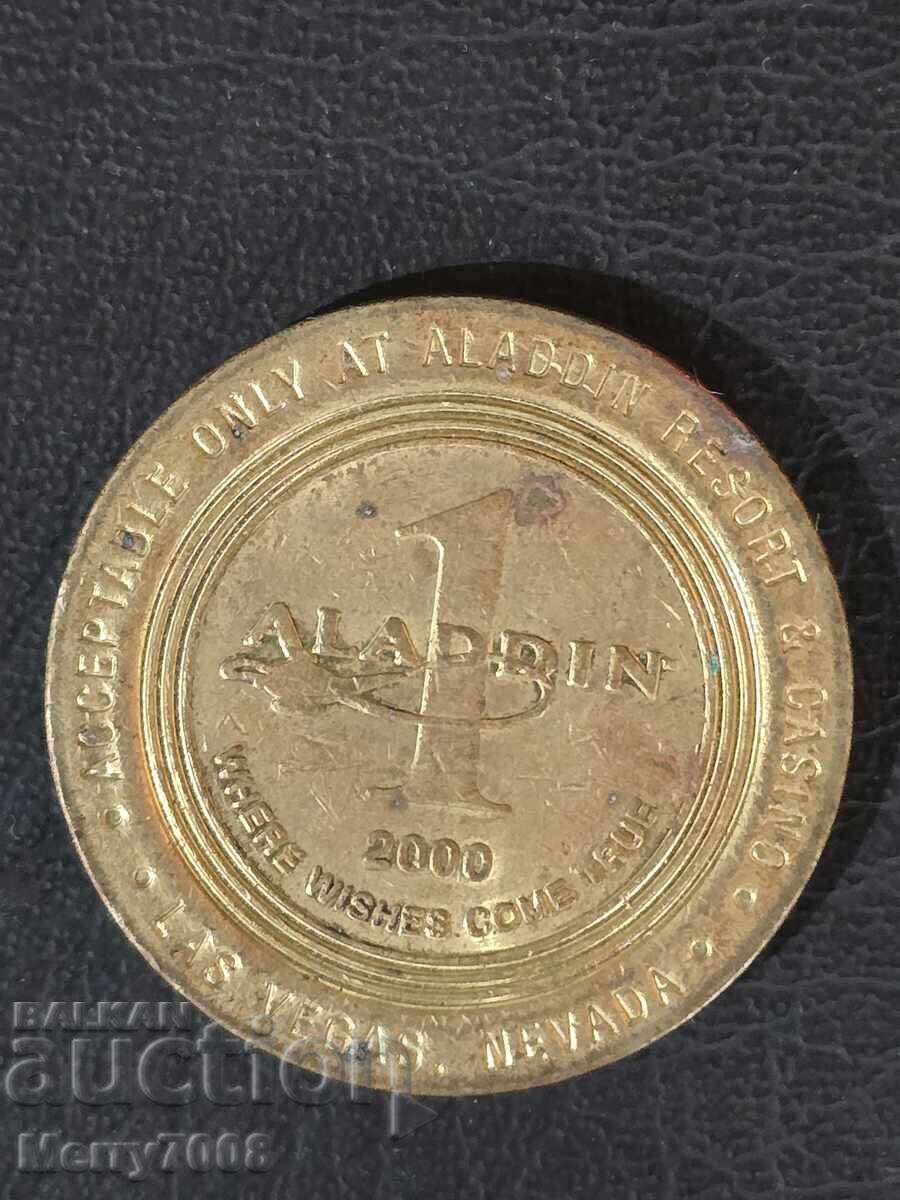 • ACCEPTABLE ONLY AT ALADDIN RESORT & CASINO •
1
ALADDIN
2000
WHERE WISHES COME TRUE
• LAS VEGAS, NEVADA •
BALKAN
auction
Merry7008